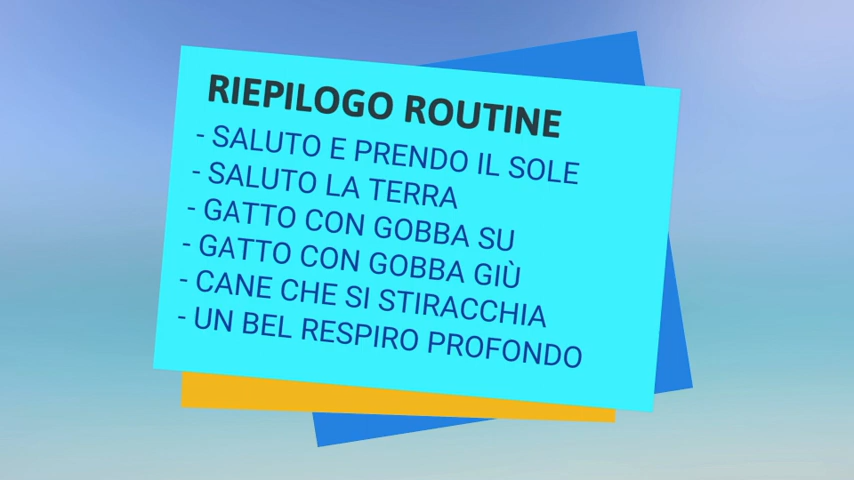 RIEPILOGO ROUTINE
- SALUTO E PRENDO IL SOLE
- SALUTO LA TERRA
- GATTO CON GOBBA SU
- GATTO CON GOBBA GIÙ
- CANE CHE SI STIRACCHIA
- UN BEL RESPIRO PROFONDO